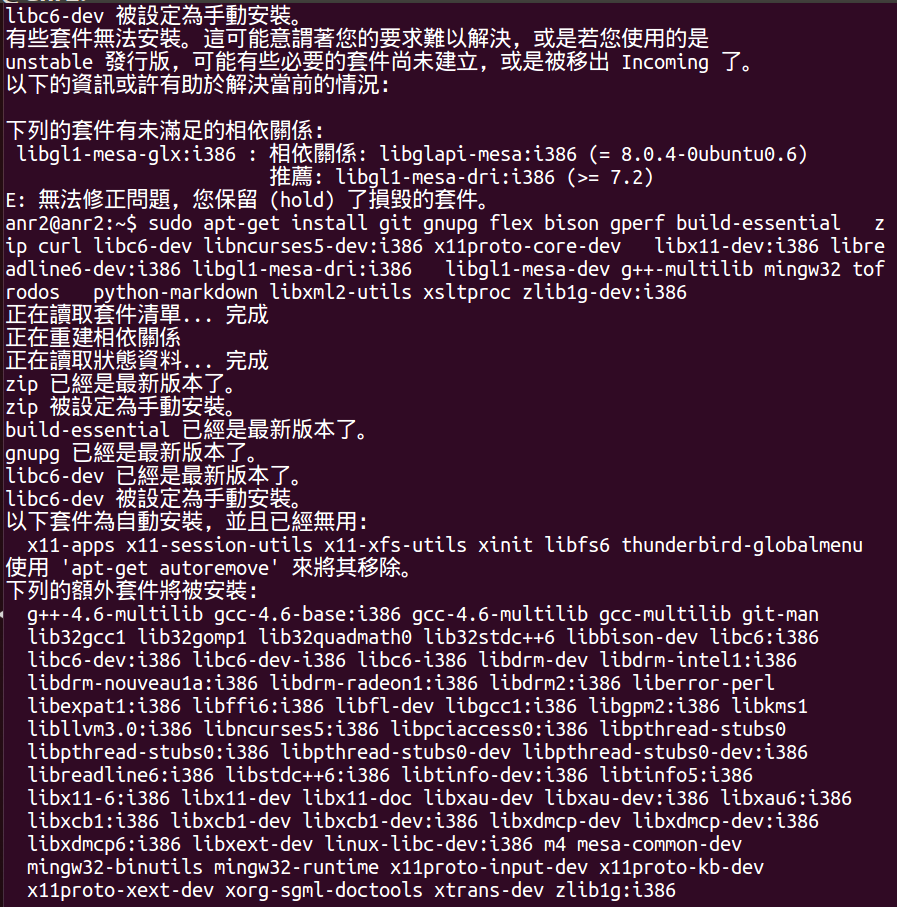 libc6-dev 被設定為手動安裝。
有些套件無法安裝。這可能意謂著您的要求難以解決，或是若您使用的是
unstable 發行版，可能有些必要的套件尚未建立，或是被移出 Incoming 了。
以下的資訊或許有助於解決當前的情況:
下列的套件有未滿足的相依關係:
libgl1-mesa-glx:i386 : 相依關係: libglapi-mesa:i386 (= 8.0.4-0ubuntu0.6)
推薦: libgl1-mesa-dri:i386 (>= 7.2)
E: 無法修正問題，您保留 (hold) 了損毀的套件。
anr2@anr2:~$ sudo apt-get install git gnupg flex bison gperf build-essential   z
ip curl libc6-dev libncurses5-dev:i386 x11proto-core-dev   libx11-dev:i386 libre
adline6-dev:i386 libgl1-mesa-dri:i386   libgl1-mesa-dev g++-multilib mingw32 tof
rodos   python-markdown libxml2-utils xsltproc zlib1g-dev:i386
正在讀取套件清單... 完成
正在重建相依關係
正在讀取狀態資料... 完成
zip 已經是最新版本了。
zip 被設定為手動安裝。
build-essential 已經是最新版本了。
gnupg 已經是最新版本了。
libc6-dev 已經是最新版本了。
libc6-dev 被設定為手動安裝。
以下套件為自動安裝，並且已經無用:
x11-apps x11-session-utils x11-xfs-utils xinit libfs6 thunderbird-globalmenu
使用 'apt-get autoremove' 來將其移除。
下列的額外套件將被安裝:
g++-4.6-multilib gcc-4.6-base:i386 gcc-4.6-multilib gcc-multilib git-man
lib32gcc1 lib32gomp1 lib32quadmath0 lib32stdc++6 libbison-dev libc6:i386
libc6-dev:i386 libc6-dev-i386 libc6-i386 libdrm-dev libdrm-intel1:i386
libdrm-nouveau1a:i386 libdrm-radeon1:i386 libdrm2:i386 liberror-perl
libexpat1:i386 libffi6:i386 libfl-dev libgcc1:i386 libgpm2:i386 libkms1
libllvm3.0:i386 libncurses5:i386 libpciaccess0:i386 libpthread-stubs0
libpthread-stubs0:i386 libpthread-stubs0-dev libpthread-stubs0-dev:i386
libreadline6:i386 libstdc++6:i386 libtinfo-dev:i386 libtinfo5:i386
libx11-6:i386 libx11-dev libx11-doc libxau-dev libxau-dev:i386 libxau6:i386
libxcb1:i386 libxcb1-dev libxcb1-dev:i386 libxdmcp-dev libxdmcp-dev:i386
libxdmcp6:i386 libxext-dev linux-libc-dev:i386 m4 mesa-common-dev
mingw32-binutils mingw32-runtime x11proto-input-dev x11proto-kb-dev
x11proto-xext-dev xorg-sgml-doctools xtrans-dev zlib1g:i386